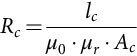 R_c = l_c / (μ_0 · μ_r · A_c)